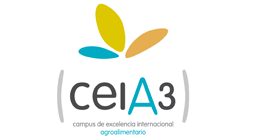 (ceiA3)
campus de excelencia internacional
agroalimentario